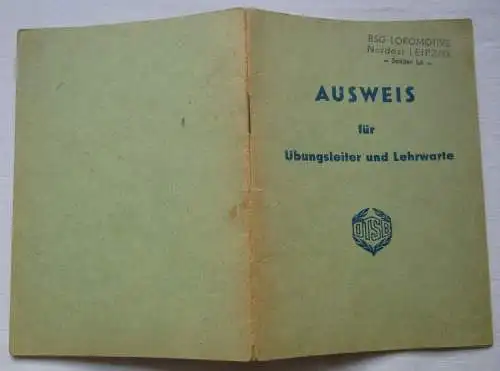 BSG LOKOMOTIVE
Nordost LEIPZIG
AUSWEIS
für
Übungsleiter und Lehrwarte
DTSB